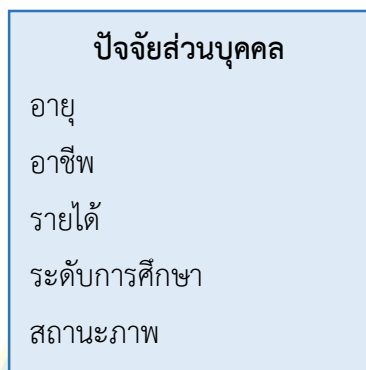 ปัจจัยส่วนบุคคล
อายุ
อาชีพ
รายได้
ระดับการศึกษา
สถานะภาพ